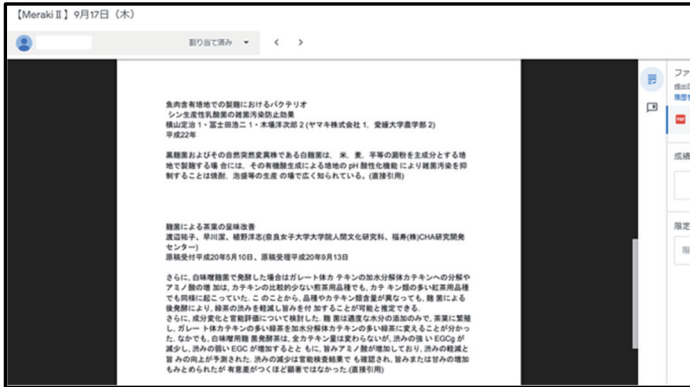 【MerakiⅡ】9月17日（木）
割り当て済み
魚肉含有培地での製麹におけるバクテリオ
シン生産性乳酸菌の雑菌汚染防止効果
横山定治 1・冨士田浩二 1・木場洋次郎 2 (ヤマキ株式会社 1, 愛媛大学農学部 2)
平成22年
黒麹菌およびその自然突然変異株である白麹菌は、 米、麦、芋等の澱粉を主成分とする培
地で製麹する場 合には、その有機酸生成による培地の pH 酸性化機能 により雑菌汚染を抑
制することは焼酎、泡盛等の生産 の場で広く知られている。(直接引用)
麹菌による茶葉の呈味改善
渡辺祐子、早川潔、植野洋志(奈良女子大学大学院人間文化研究科、福寿(株)CHA研究開発
センター)
原稿受付平成20年5月10日、原稿受理平成20年9月13日
さらに, 白味噌麹菌で発酵した場合はガレート体カ テキンの加水分解体カテキンへの分解や
アミノ酸の増 加は, カテキンの比較的少ない煎茶用品種でも, カテ キン類の多い紅茶用品種
でも同様に起こっていた. こ のことから, 品種やカテキン類含量が異なっても, 麹 菌による
後発酵により, 緑茶の渋みを軽減し旨みを付 加することが可能と推定できる.
さらに, 成分変化と官能評価について検討した. 麹 菌は適度な水分の添加のみで, 茶葉に繁殖
し, ガレー ト体カテキンの多い緑茶を加水分解体カテキンの多い緑茶に変えることが分かっ
た. なかでも, 白味噌用麹 菌発酵茶は, 全カテキン量は変わらないが, 渋みの強 い EGCg が
減少し, 渋みの弱い EGC が増加するとと もに, 旨みアミノ酸が増加しており, 渋みの軽減と
旨 みの向上が予測された. 渋みの減少は官能検査結果で も確認され, 旨みまたは甘みの増加
もみとめられたが 有意差がつくほど顕著ではなかった.(直接引用)
ファ
提出日
履歴を
PDF
成績
限定